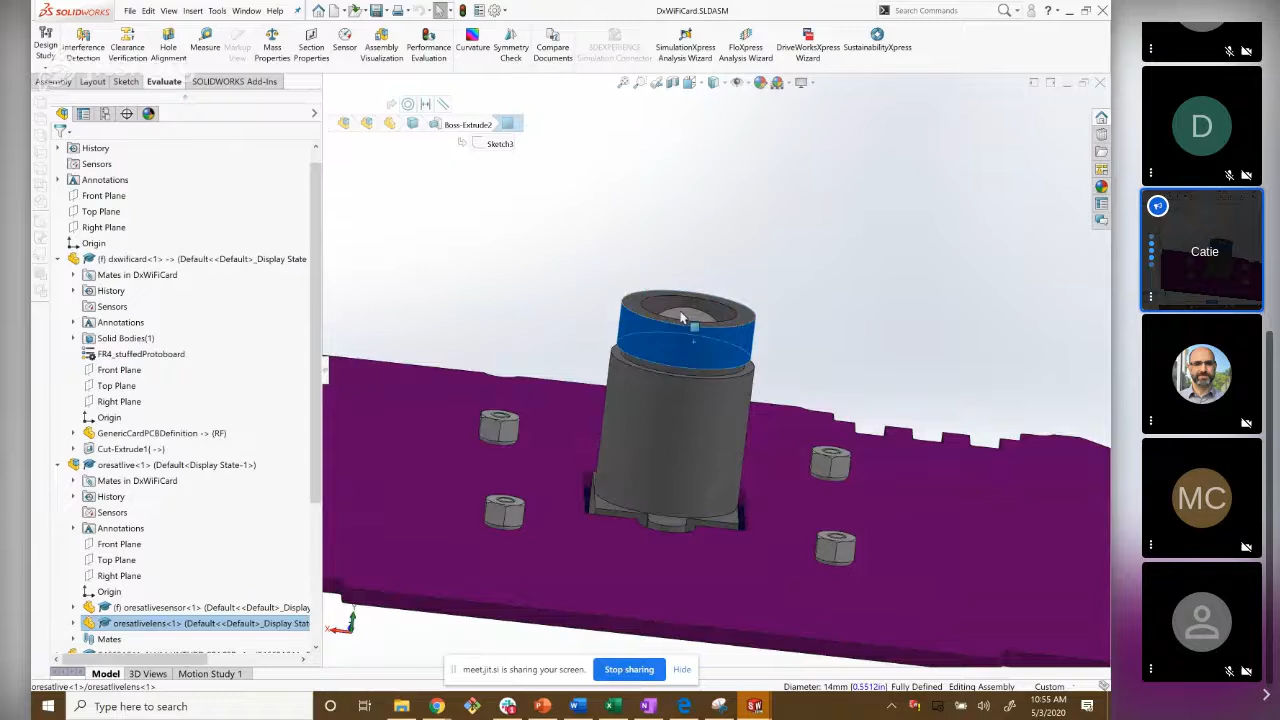 SOLIDWORKS File Edit View Insert Tools Window Help DxWiFiCard.SLDASM Search Commands
Design Study
Interference Detection
Clearance Verification
Hole Alignment
Measure
Markup View
Mass Properties
Section Properties
Sensor
Assembly Visualization
Performance Evaluation
Curvature
Symmetry Check
Compare Documents
3DEXPERIENCE Simulation Connector
SimulationXpress Analysis Wizard
FloXpress Analysis Wizard
DriveWorksXpress Wizard
SustainabilityXpress
Assembly Layout Sketch Evaluate SOLIDWORKS Add-Ins
Boss-Extrude2
Sketch3
History
Sensors
Annotations
Front Plane
Top Plane
Right Plane
Origin
(f) dxwificard<1> -> (Default<<Default>_Display State
Mates in DxWiFiCard
History
Sensors
Annotations
Solid Bodies(1)
FR4_stuffedProtoboard
Front Plane
Top Plane
Right Plane
Origin
GenericCardPCBDefinition -> (RF)
Cut-Extrude1{ ->}
oresatlive<1> (Default<Display State-1>)
Mates in DxWiFiCard
History
Sensors
Annotations
Front Plane
Top Plane
Right Plane
Origin
(f) oresatlivesensor<1> (Default<<Default>_Display
oresatlivelens<1> (Default<<Default>_Display Stat
Mates
Model 3D Views Motion Study 1
meet.jit.si is sharing your screen. Stop sharing Hide
oresatlive<1>/oresatlivelens<1> Diameter: 14mm [0.5512in] Fully Defined Editing Assembly Custom
Type here to search
10:55 AM
5/3/2020
D
Catie
MC